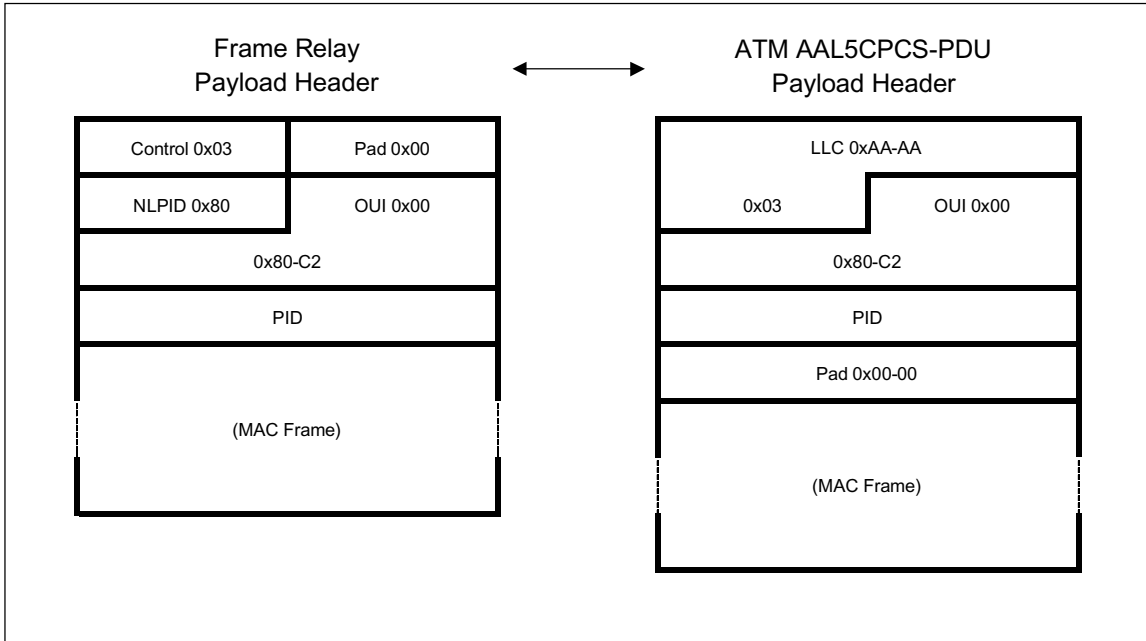 Frame Relay
Payload Header
Control 0x03
Pad 0x00
NLPID 0x80
OUI 0x00
0x80-C2
PID
(MAC Frame)
ATM AAL5CPCS-PDU
Payload Header
LLC 0xAA-AA
0x03
OUI 0x00
0x80-C2
PID
Pad 0x00-00
(MAC Frame)